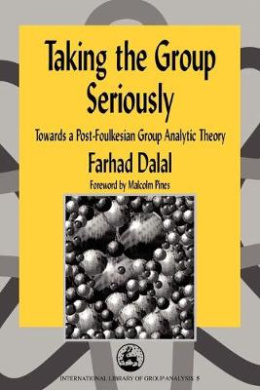 Taking the Group
Seriously
Towards a Post-Foulkesian Group Analytic Theory
Farhad Dalal
Foreword by Malcolm Pines
INTERNATIONAL LIBRARY OF GROUP ANALYSIS 5